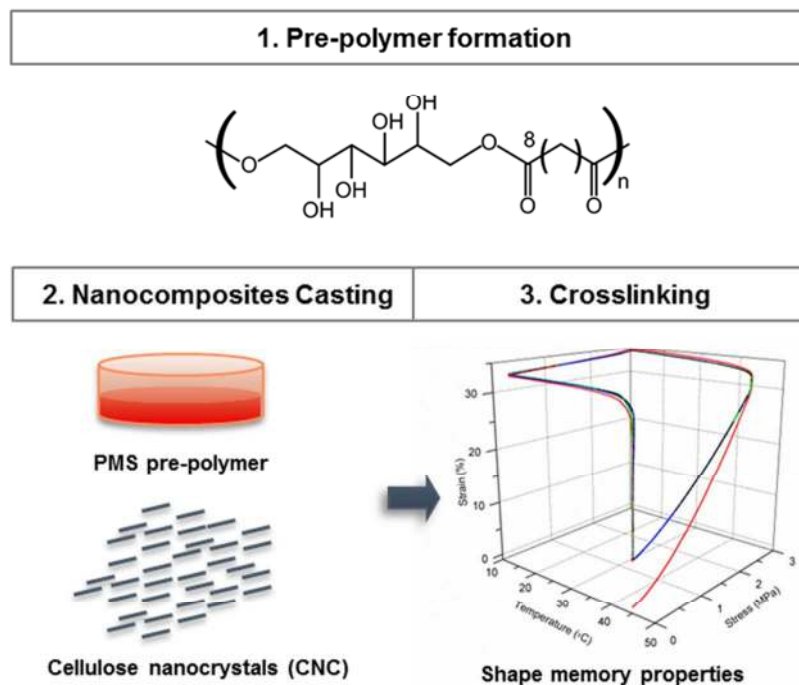 1. Pre-polymer formation
OH
OH
OH
O
8
O
OH
OH
O
O
n
2. Nanocomposites Casting
3. Crosslinking
PMS pre-polymer
Cellulose nanocrystals (CNC)
Strain (%)
30
20
10
0
10
20
30
40
50
Temperature (◦C)
0
1
2
3
Stress (MPa)
Shape memory properties